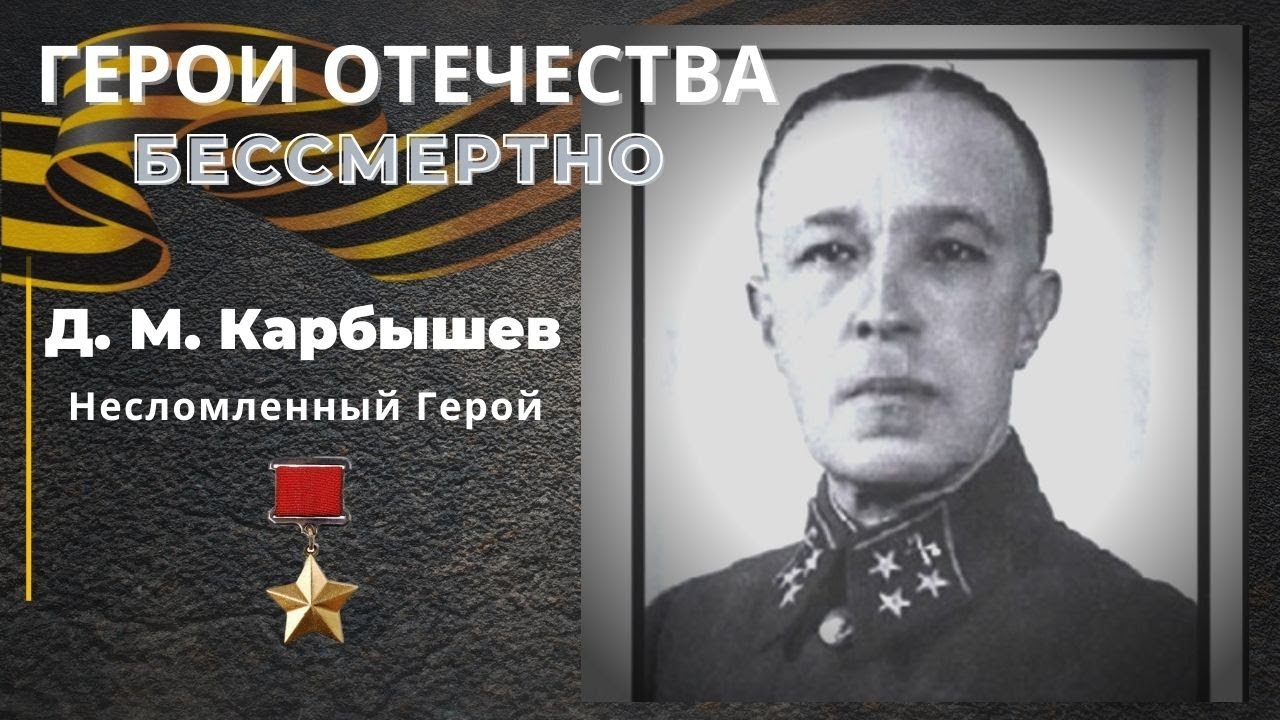 ГЕРОИ ОТЕЧЕСТВА
БЕССМЕРТНО
Д. М. Карбышев
Несломленный Герой